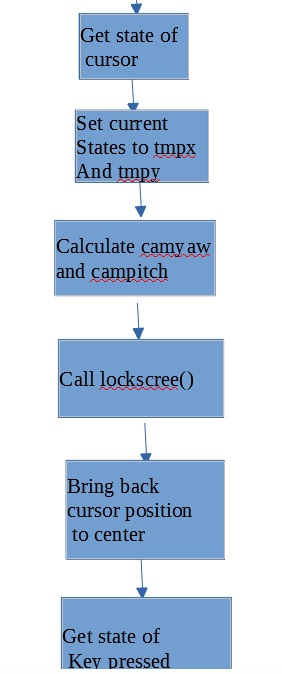 Get state of
cursor
Set current
States to tmpx
And tmpy
Calculate camyaw
and campitch
Call lockscree()
Bring back
cursor position
to center
Get state of
Key pressed